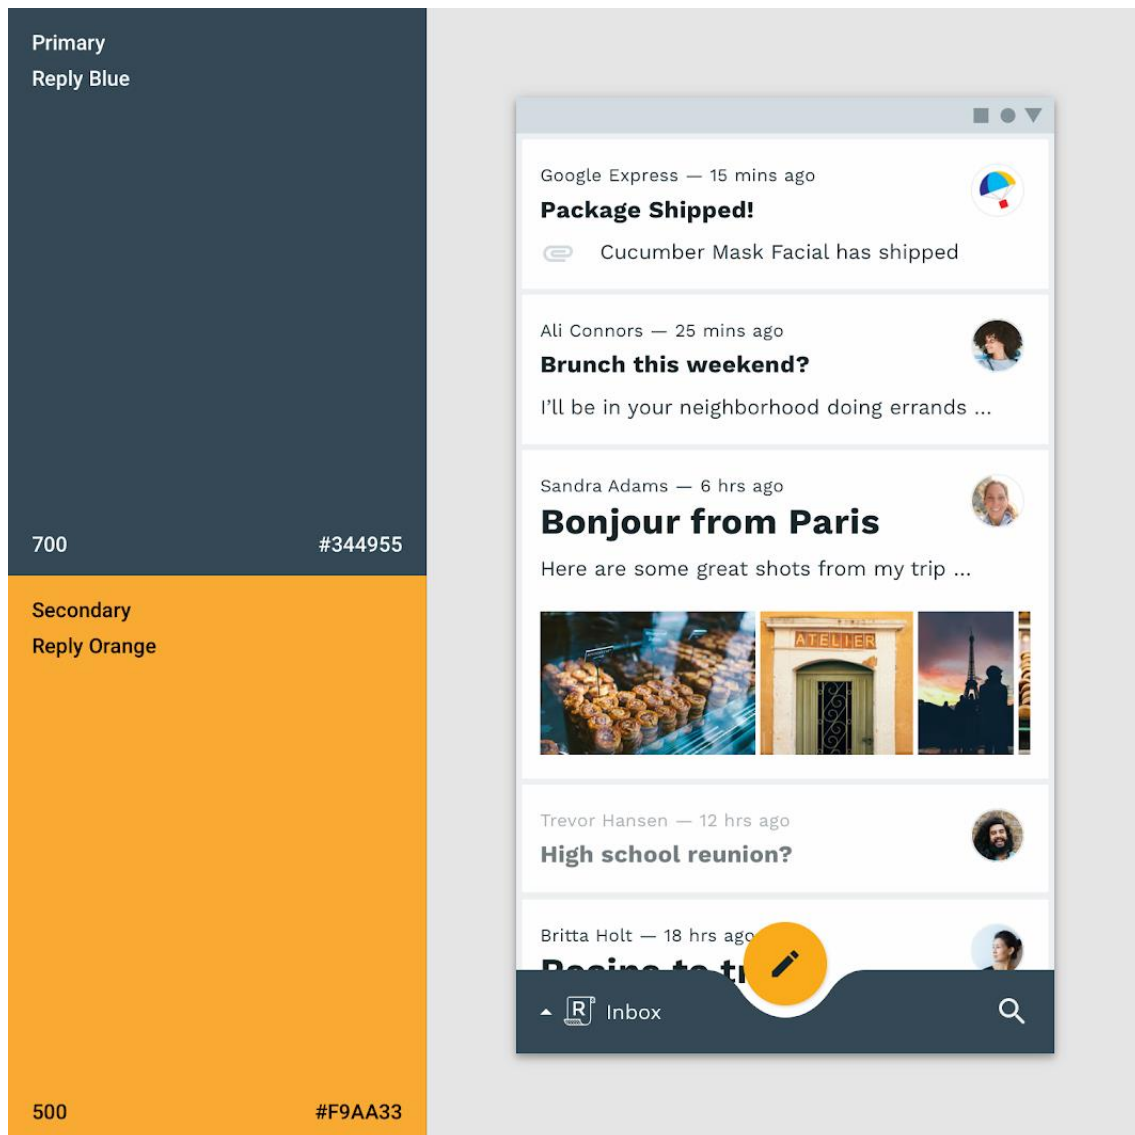 Primary
Reply Blue
700 #344955
Secondary
Reply Orange
500 #F9AA33
Google Express — 15 mins ago
Package Shipped!
Cucumber Mask Facial has shipped
Ali Connors — 25 mins ago
Brunch this weekend?
I'll be in your neighborhood doing errands ...
Sandra Adams — 6 hrs ago
Bonjour from Paris
Here are some great shots from my trip ...
ATELIER
Trevor Hansen — 12 hrs ago
High school reunion?
Britta Holt — 18 hrs ago
to
R Inbox